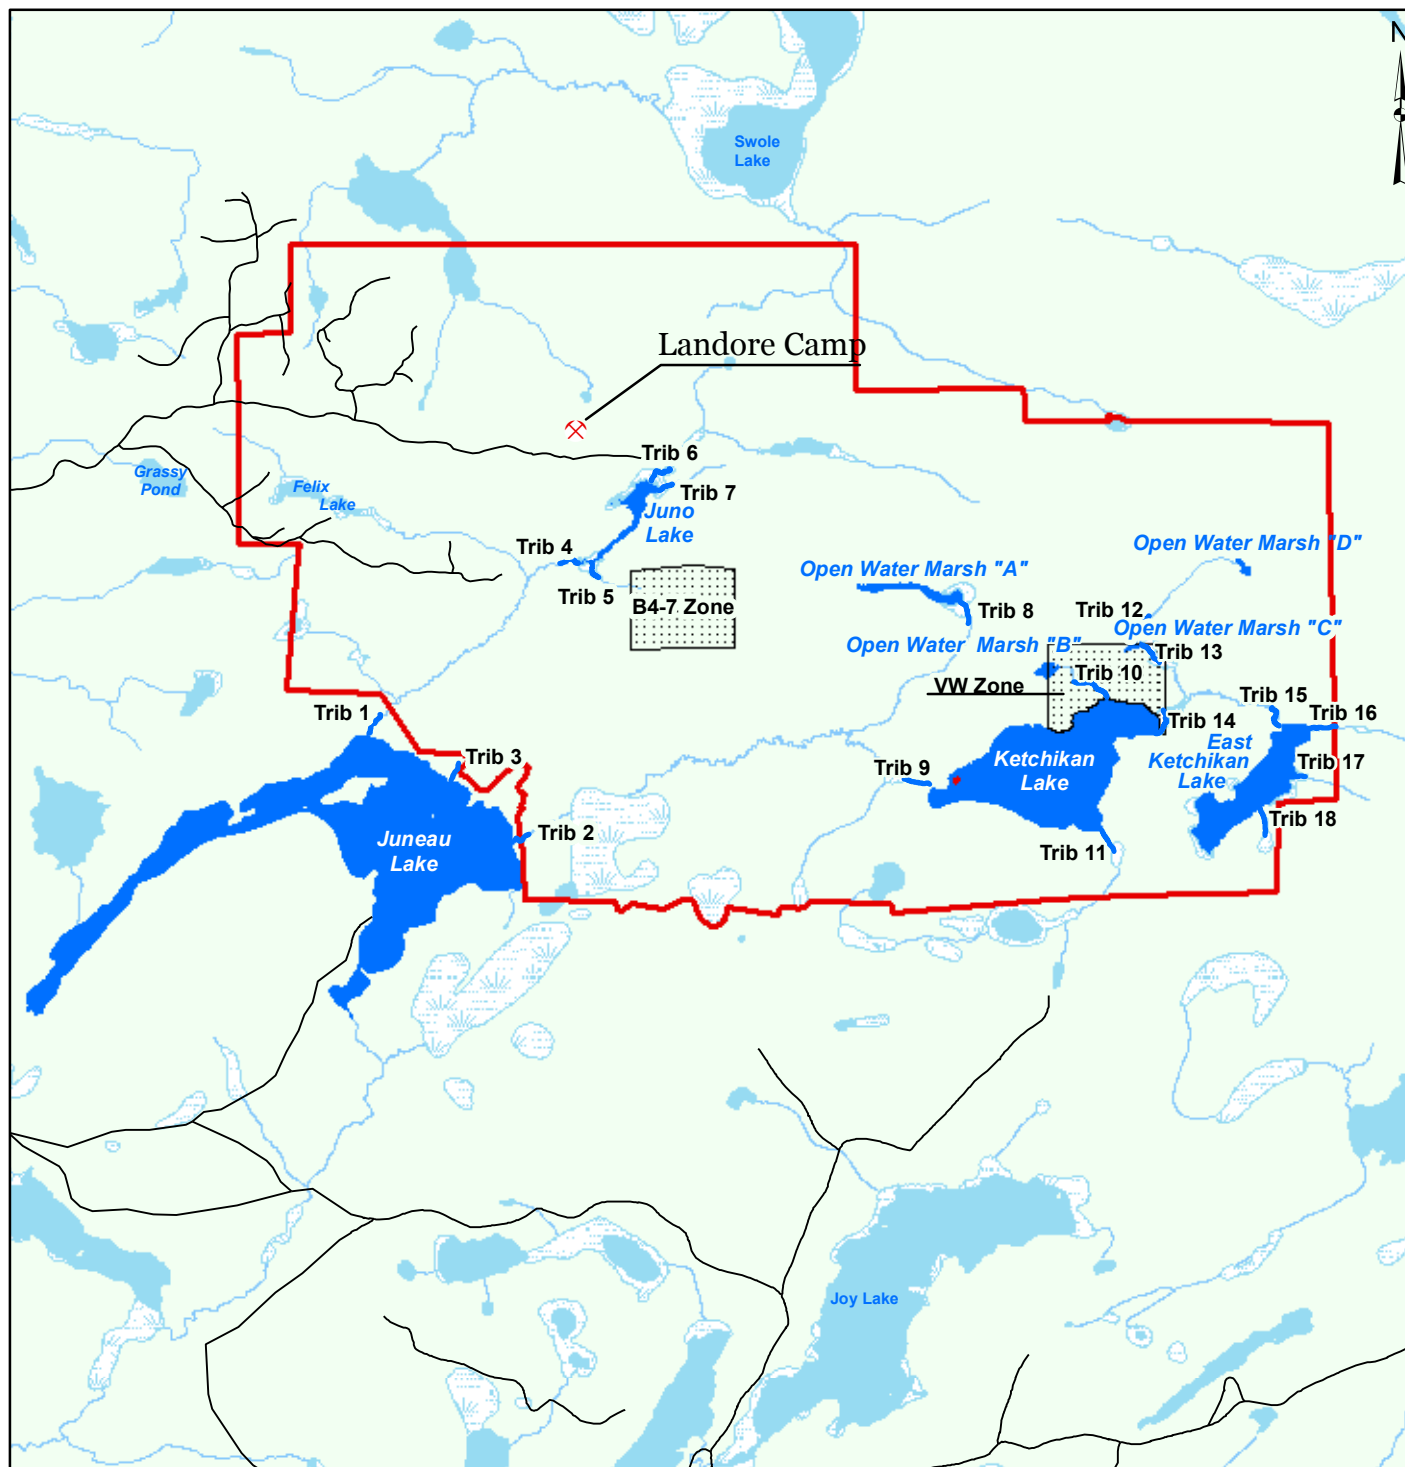 N
Swole
Lake
Landore Camp
Grassy
Pond
Felix
Lake
Trib 6
Trib 7
Juno
Lake
Trib 4
Trib 5
B4-7 Zone
Open Water Marsh "A"
Trib 8
Open Water Marsh "D"
Trib 12
Open Water Marsh "C"
Open Water Marsh "B"
Trib 13
Trib 10
VW Zone
Trib 1
Trib 3
Trib 2
Juneau
Lake
Trib 9
Ketchikan
Lake
Trib 11
Trib 14
Trib 15
Trib 16
East
Ketchikan
Lake
Trib 17
Trib 18
Joy Lake